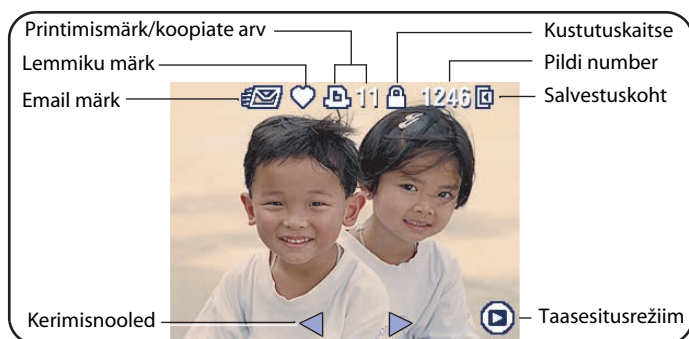 Printimismärk/koopiate arv
Kustutuskaitse
Lemmiku märk
Pildi number
Email märk
11
1246
Salvestuskoht
Kerimisnooled
Taasesitusrežiim